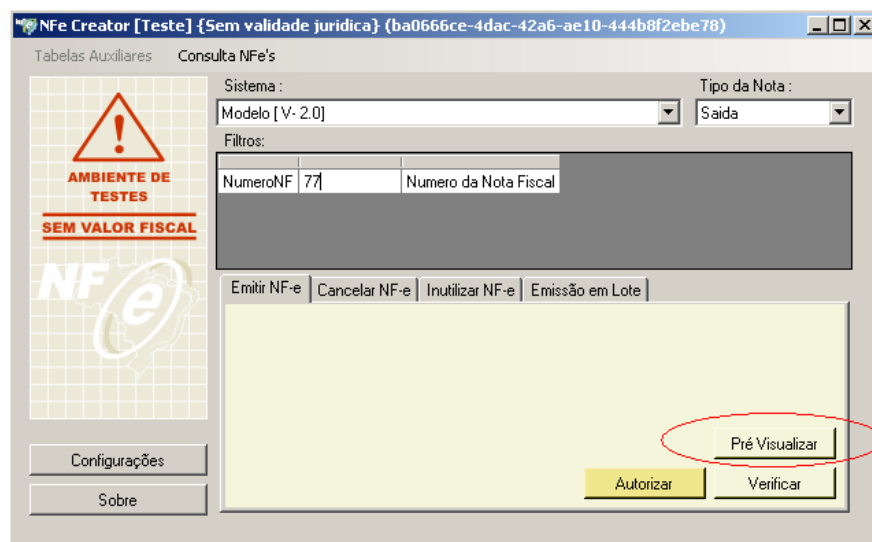 NFe Creator [Teste] {Sem validade juridica} (ba0666ce-4dac-42a6-ae10-444b8f2ebe78)
Tabelas Auxiliares Consulta NFe's
Sistema : Tipo da Nota :
Modelo [ V- 2.0] Saida
Filtros:
NumeroNF 77 Numero da Nota Fiscal
AMBIENTE DE
TESTES
SEM VALOR FISCAL
NF e
Emitir NF-e Cancelar NF-e Inutilizar NF-e Emissão em Lote
Pré Visualizar
Autorizar Verificar
Configurações
Sobre